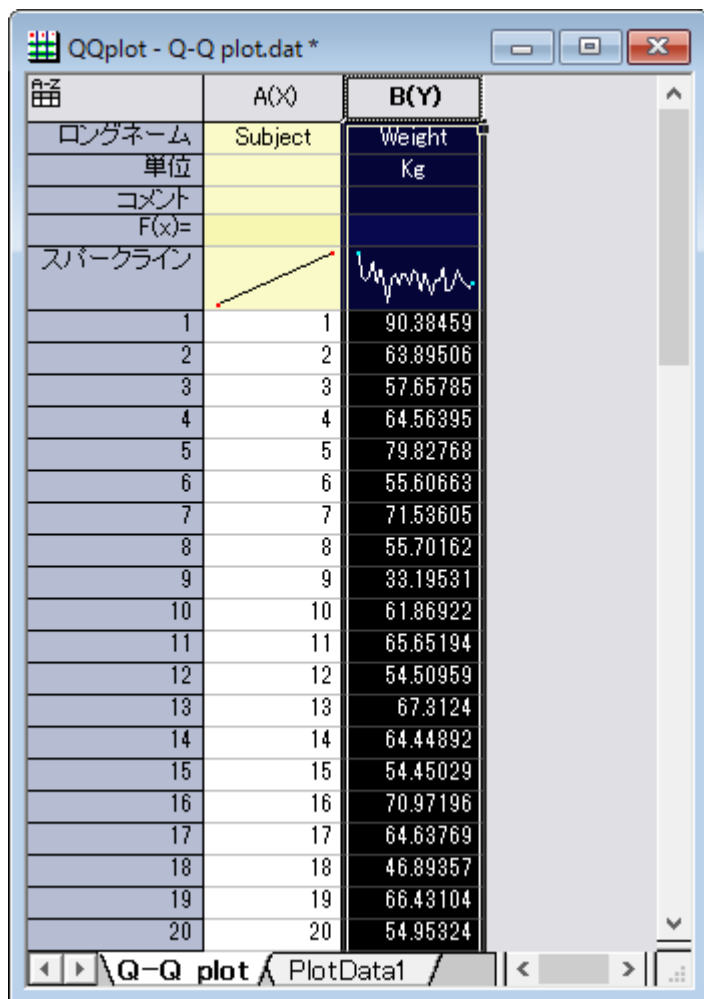 QQplot - Q-Q plot.dat *
A-Z A(X) B(Y)
ロングネーム Subject Weight
単位 Kg
コメント
F(x)=
スパークライン
1 1 90.38459
2 2 63.89506
3 3 57.65785
4 4 64.56395
5 5 79.82768
6 6 55.60663
7 7 71.53605
8 8 55.70162
9 9 33.19531
10 10 61.86922
11 11 65.65194
12 12 54.50959
13 13 67.3124
14 14 64.44892
15 15 54.45029
16 16 70.97196
17 17 64.63769
18 18 46.89357
19 19 66.43104
20 20 54.95324
Q-Q plot PlotData1